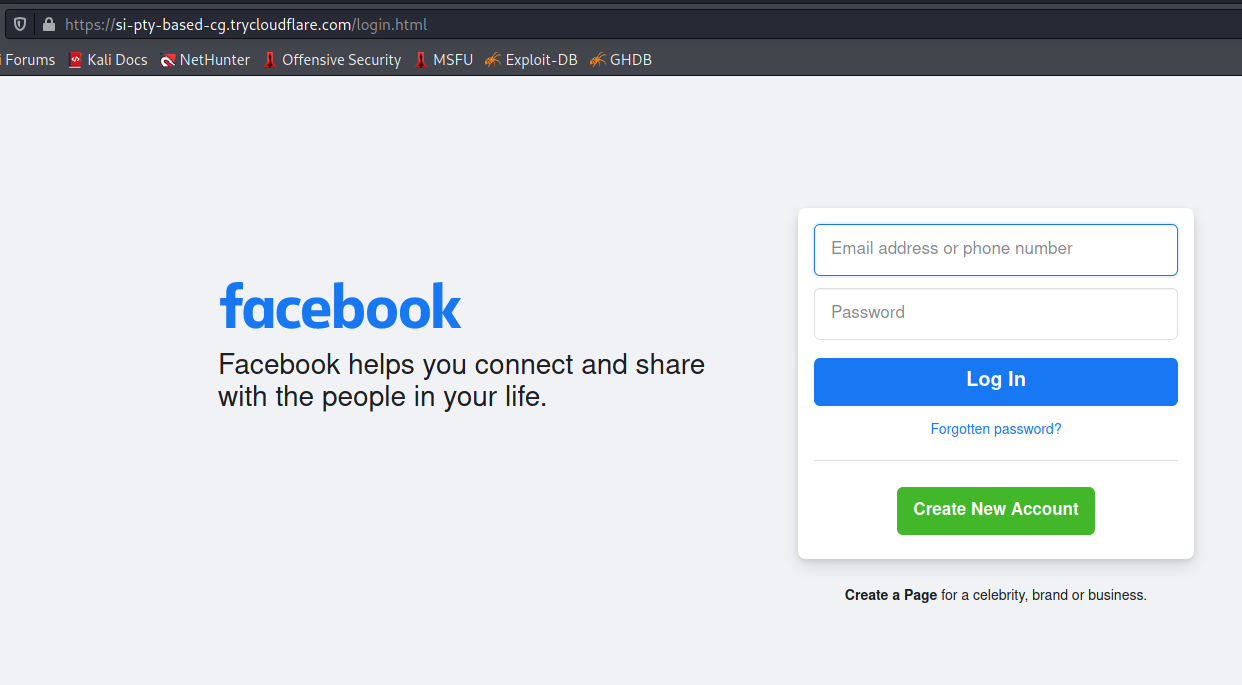 https://si-pty-based-cg.trycloudflare.com/login.html
Forums Kali Docs NetHunter Offensive Security MSFU Exploit-DB GHDB
Email address or phone number
facebook
Password
Facebook helps you connect and share
with the people in your life.
Log In
Forgotten password?
Create New Account
Create a Page for a celebrity, brand or business.